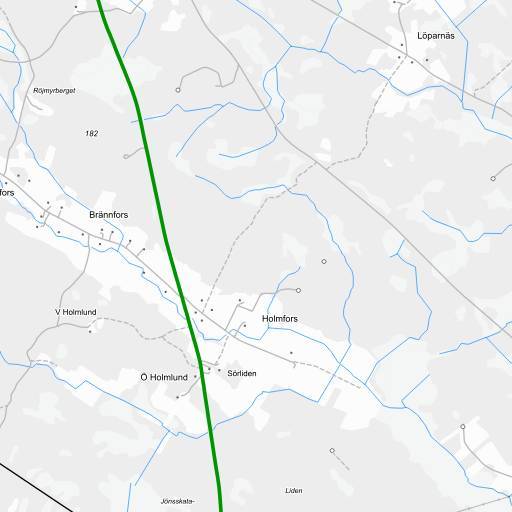 Löparnäs
Röjmyrberget
182
fors
Brännfors
V Holmlund
Holmfors
Ö Holmlund
Sörliden
Liden
Jönsskata-